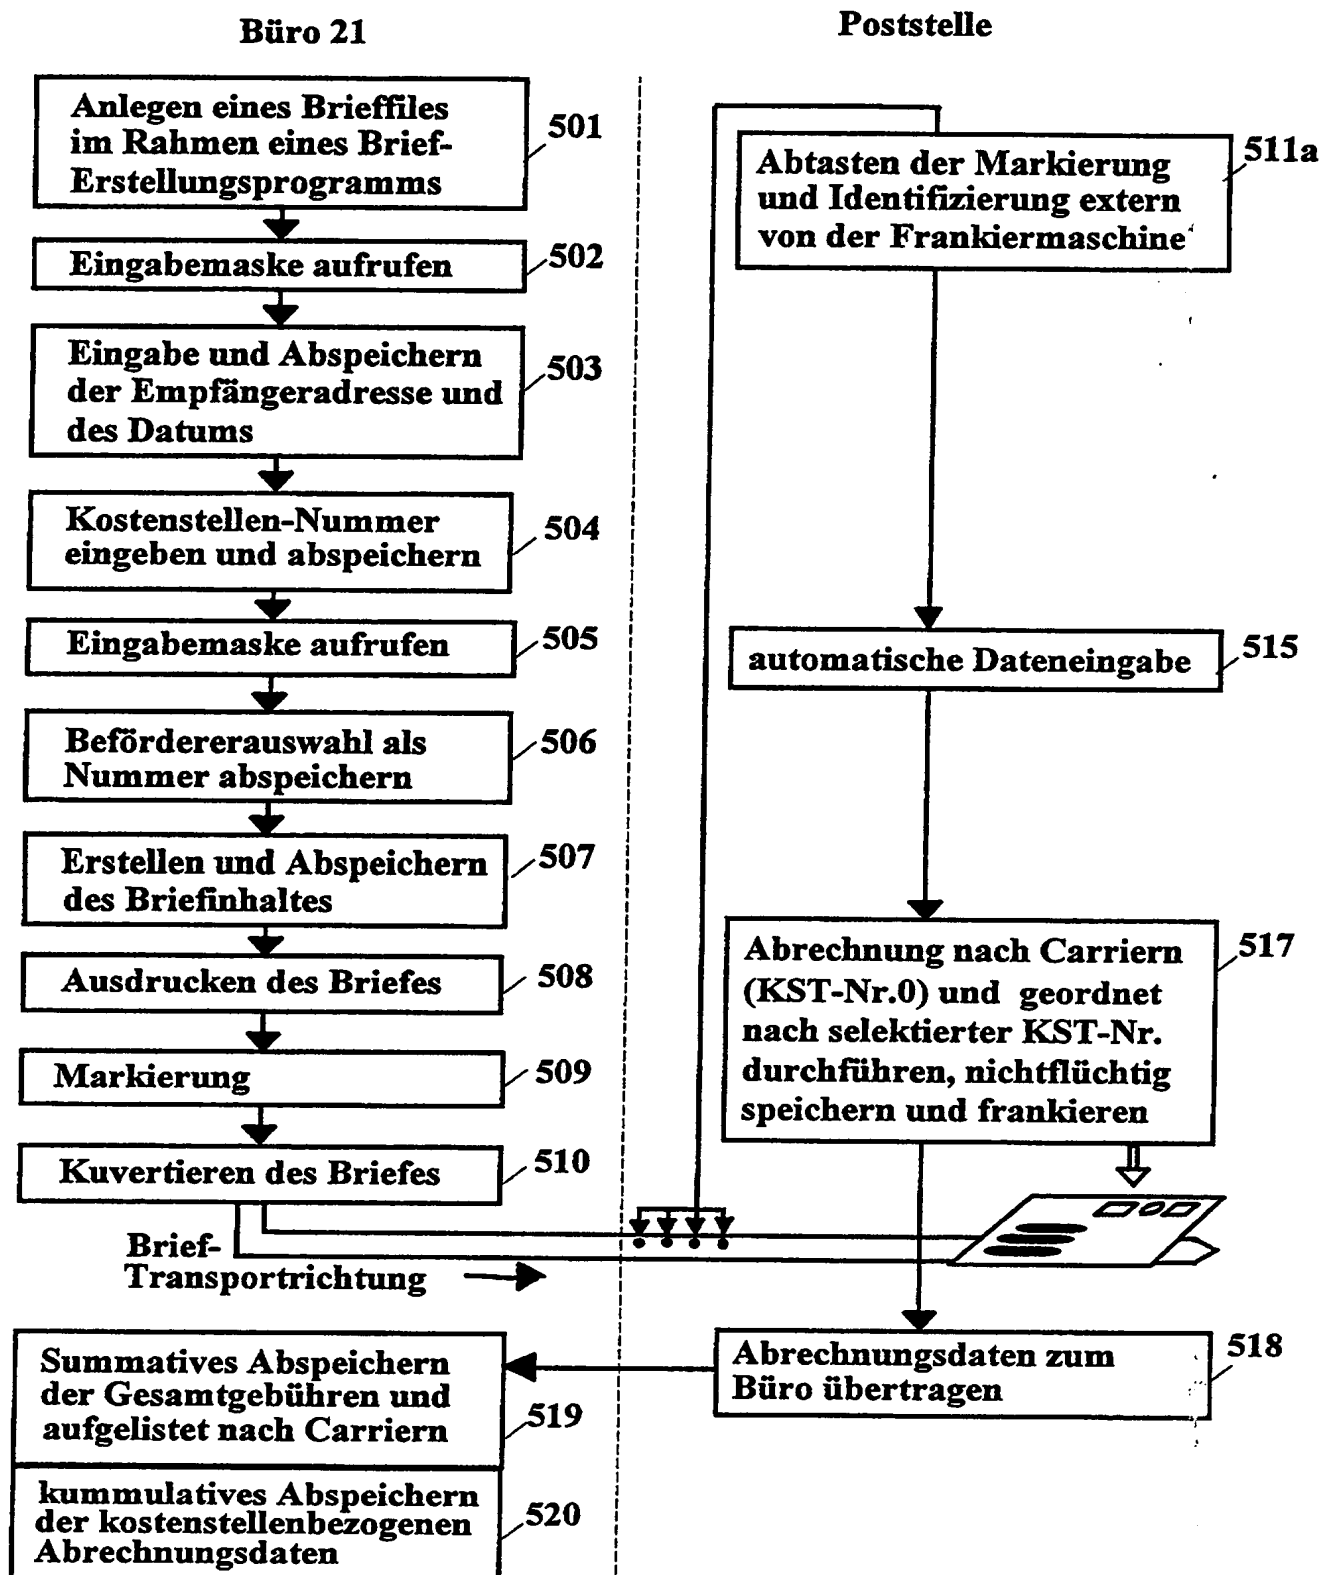 Büro 21
Anlegen eines Brieffiles
im Rahmen eines Brief-
Erstellungsprogramms
501
Eingabemaske aufrufen
502
Eingabe und Abspeichern
der Empfängeradresse und
des Datums
503
Kostenstellen-Nummer
eingeben und abspeichern
504
Eingabemaske aufrufen
505
Befördererauswahl als
Nummer abspeichern
506
Erstellen und Abspeichern
des Briefinhaltes
507
Ausdrucken des Briefes
508
Markierung
509
Kuvertieren des Briefes
510
Brief-
Transportrichtung
Summatives Abspeichern
der Gesamtgebühren und
aufgelistet nach Carriern
519
kummulatives Abspeichern
der kostenstellenbezogenen
Abrechnungsdaten
520
Poststelle
Abtasten der Markierung
und Identifizierung extern
von der Frankiermaschine
511a
automatische Dateneingabe
515
Abrechnung nach Carriern
(KST-Nr.0) und geordnet
nach selektierter KST-Nr.
durchführen, nichtflüchtig
speichern und frankieren
517
Abrechnungsdaten zum
Büro übertragen
518